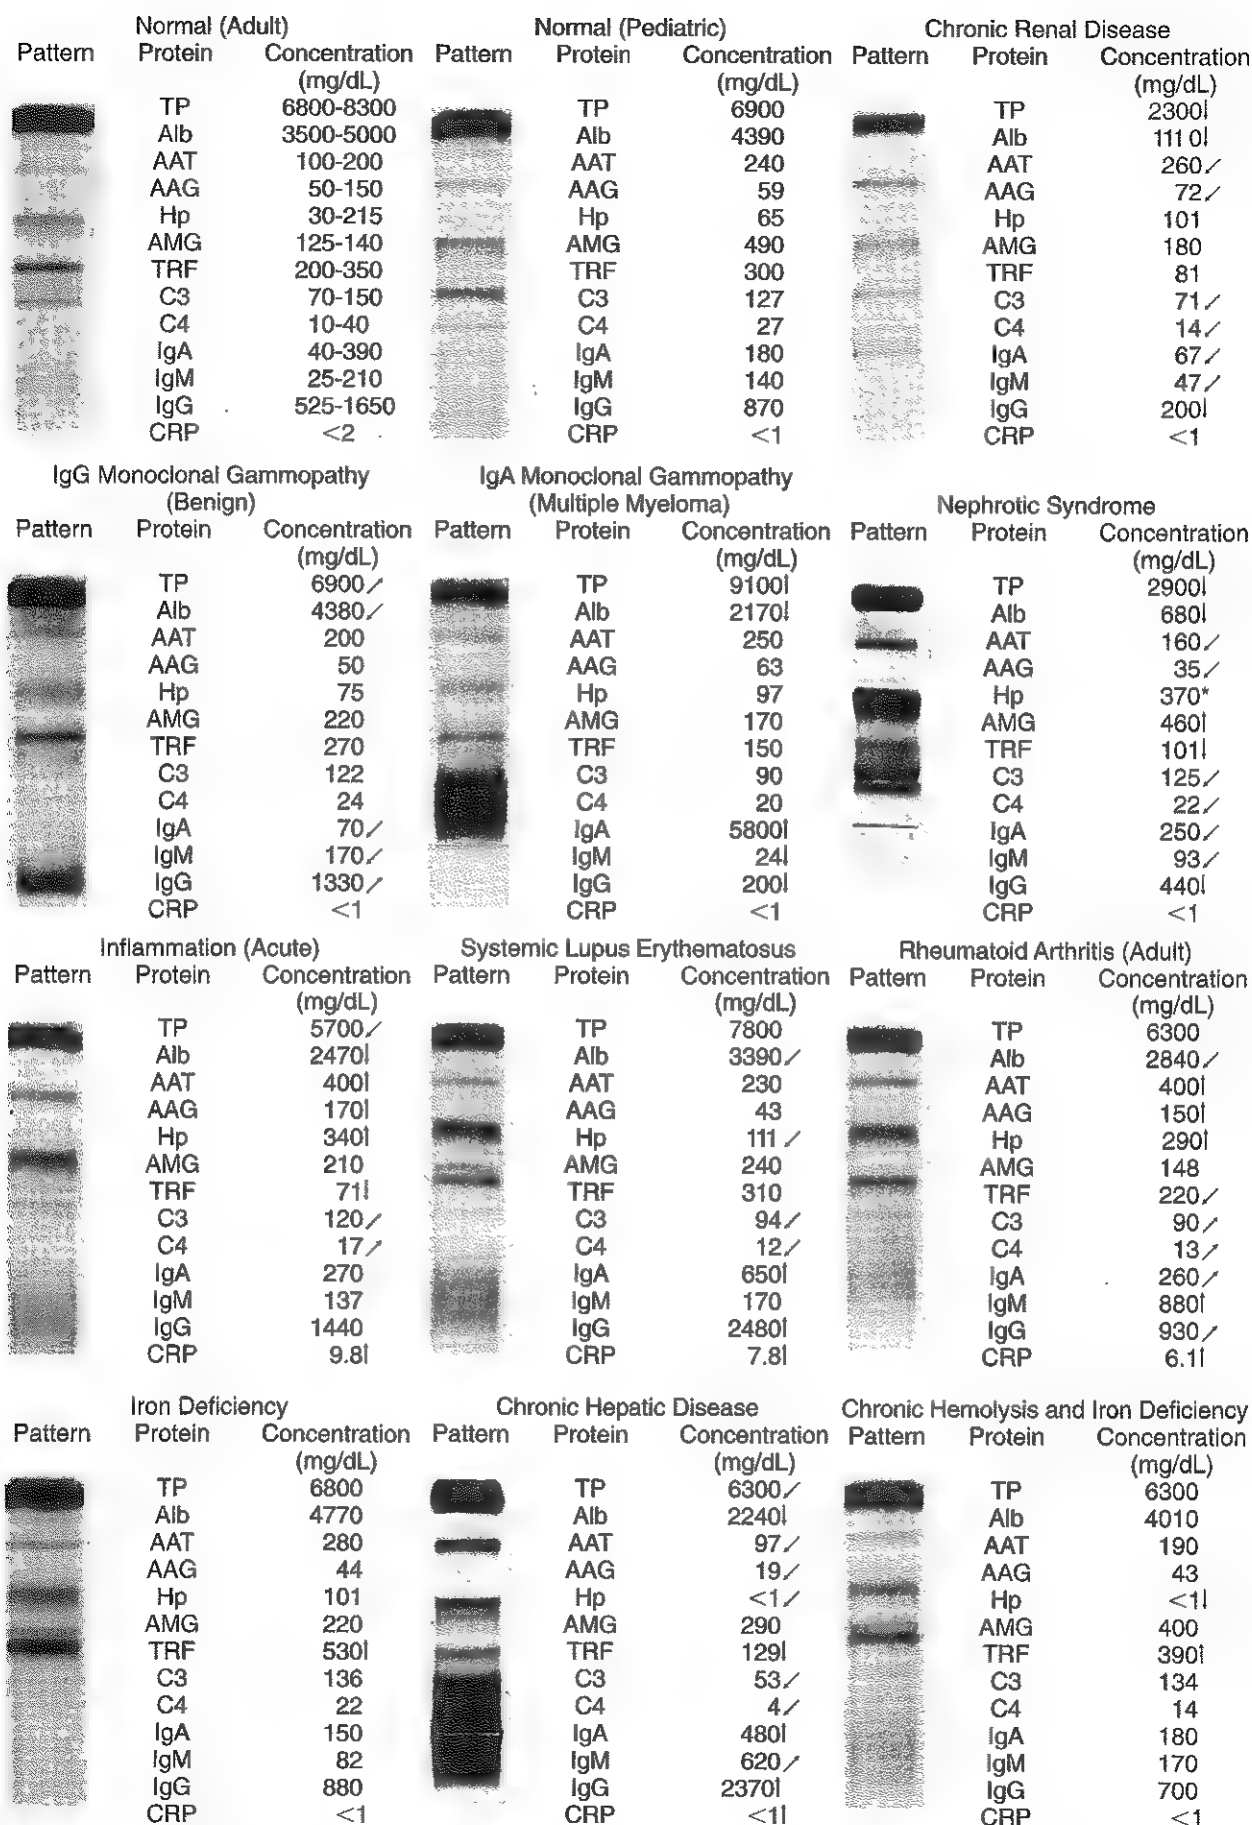 Normal (Adult)
Pattern Protein Concentration
(mg/dL)
TP 6800-8300
Alb 3500-5000
AAT 100-200
AAG 50-150
Hp 30-215
AMG 125-140
TRF 200-350
C3 70-150
C4 10-40
IgA 40-390
IgM 25-210
IgG 525-1650
CRP <2
Normal (Pediatric)
Pattern Protein Concentration
(mg/dL)
TP 6900
Alb 4390
AAT 240
AAG 59
Hp 65
AMG 490
TRF 300
C3 127
C4 27
IgA 180
IgM 140
IgG 870
CRP <1
Chronic Renal Disease
Pattern Protein Concentration
(mg/dL)
TP 2300↓
Alb 1110↓
AAT 260↙
AAG 72↙
Hp 101
AMG 180
TRF 81
C3 71↙
C4 14↙
IgA 67↙
IgM 47↙
IgG 200↓
CRP <1
IgG Monoclonal Gammopathy
(Benign)
Pattern Protein Concentration
(mg/dL)
TP 6900↗
Alb 4380↙
AAT 200
AAG 50
Hp 75
AMG 220
TRF 270
C3 122
C4 24
IgA 70↙
IgM 170↙
IgG 1330↗
CRP <1
IgA Monoclonal Gammopathy
(Multiple Myeloma)
Pattern Protein Concentration
(mg/dL)
TP 9100↑
Alb 2170↓
AAT 250
AAG 63
Hp 97
AMG 170
TRF 150
C3 90
C4 20
IgA 5800↑
IgM 24↓
IgG 200↓
CRP <1
Nephrotic Syndrome
Pattern Protein Concentration
(mg/dL)
TP 2900↓
Alb 680↓
AAT 160↙
AAG 35↙
Hp 370*
AMG 460↑
TRF 101↓
C3 125↙
C4 22↙
IgA 250↙
IgM 93↙
IgG 440↓
CRP <1
Inflammation (Acute)
Pattern Protein Concentration
(mg/dL)
TP 5700↙
Alb 2470↓
AAT 400↑
AAG 170↑
Hp 340↑
AMG 210
TRF 71↓
C3 120↗
C4 17↗
IgA 270
IgM 137
IgG 1440
CRP 9.8↑
Systemic Lupus Erythematosus
Pattern Protein Concentration
(mg/dL)
TP 7800
Alb 3390↙
AAT 230
AAG 43
Hp 111↙
AMG 240
TRF 310
C3 94↙
C4 12↙
IgA 650↑
IgM 170
IgG 2480↑
CRP 7.8↑
Rheumatoid Arthritis (Adult)
Pattern Protein Concentration
(mg/dL)
TP 6300
Alb 2840↙
AAT 400↑
AAG 150↑
Hp 290↑
AMG 148
TRF 220↙
C3 90↗
C4 13↗
IgA 260↗
IgM 880↑
IgG 930↗
CRP 6.1↑
Iron Deficiency
Pattern Protein Concentration
(mg/dL)
TP 6800
Alb 4770
AAT 280
AAG 44
Hp 101
AMG 220
TRF 530↑
C3 136
C4 22
IgA 150
IgM 82
IgG 880
CRP <1
Chronic Hepatic Disease
Pattern Protein Concentration
(mg/dL)
TP 6300↙
Alb 2240↓
AAT 97↙
AAG 19↙
Hp <1↙
AMG 290
TRF 129↓
C3 53↙
C4 4↙
IgA 480↑
IgM 620↗
IgG 2370↑
CRP <1↑
Chronic Hemolysis and Iron Deficiency
Pattern Protein Concentration
(mg/dL)
TP 6300
Alb 4010
AAT 190
AAG 43
Hp <1↓
AMG 400
TRF 390↑
C3 134
C4 14
IgA 180
IgM 170
IgG 700
CRP <1